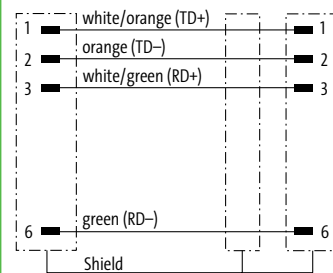 white/orange (TD+)
1 1
orange (TD–)
2 2
white/green (RD+)
3 3
green (RD–)
6 6
Shield